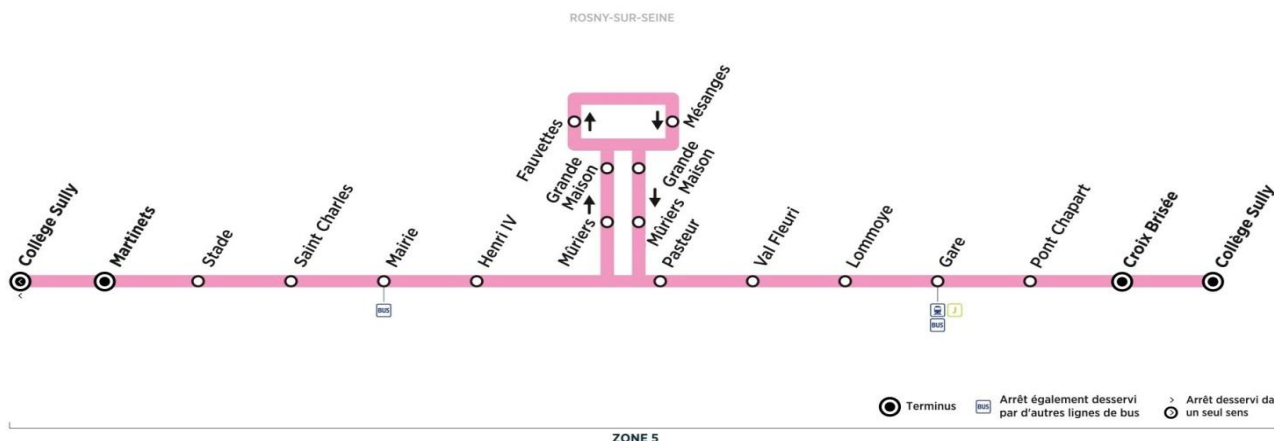 ROSNY-SUR-SEINE
Collège Sully
Martinets
Stade
Saint Charles
Mairie
BUS
Henri IV
Mûriers
Grande
Maison
Fauvettes
Mésanges
Grande
Maison
Mûriers
Pasteur
Val Fleuri
Lommoye
Gare
J
BUS
Pont Chapart
Croix Brisée
Collège Sully
Terminus
BUS
Arrêt également desservi
par d'autres lignes de bus
Arrêt desservi da
un seul sens
ZONE 5